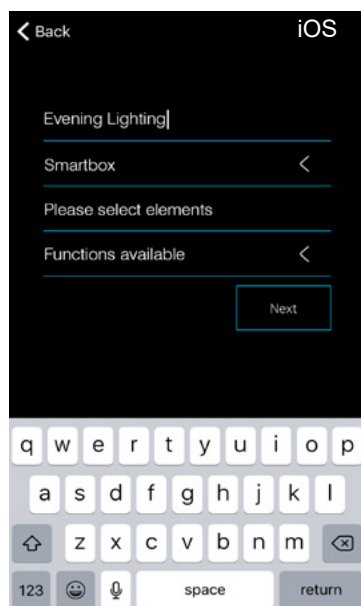 Back
iOS
Evening Lighting
Smartbox
Please select elements
Functions available
Next
q w e r t y u i o p
a s d f g h j k l
z x c v b n m
123 space return